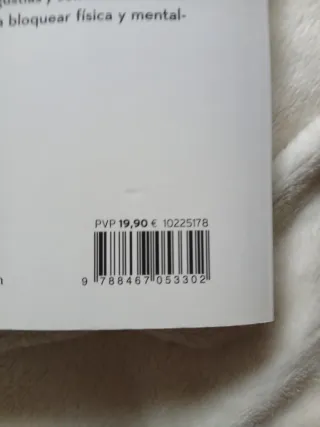 a bloquear física y mental-
PVP 19,90 € 10225178
9 788467 053302